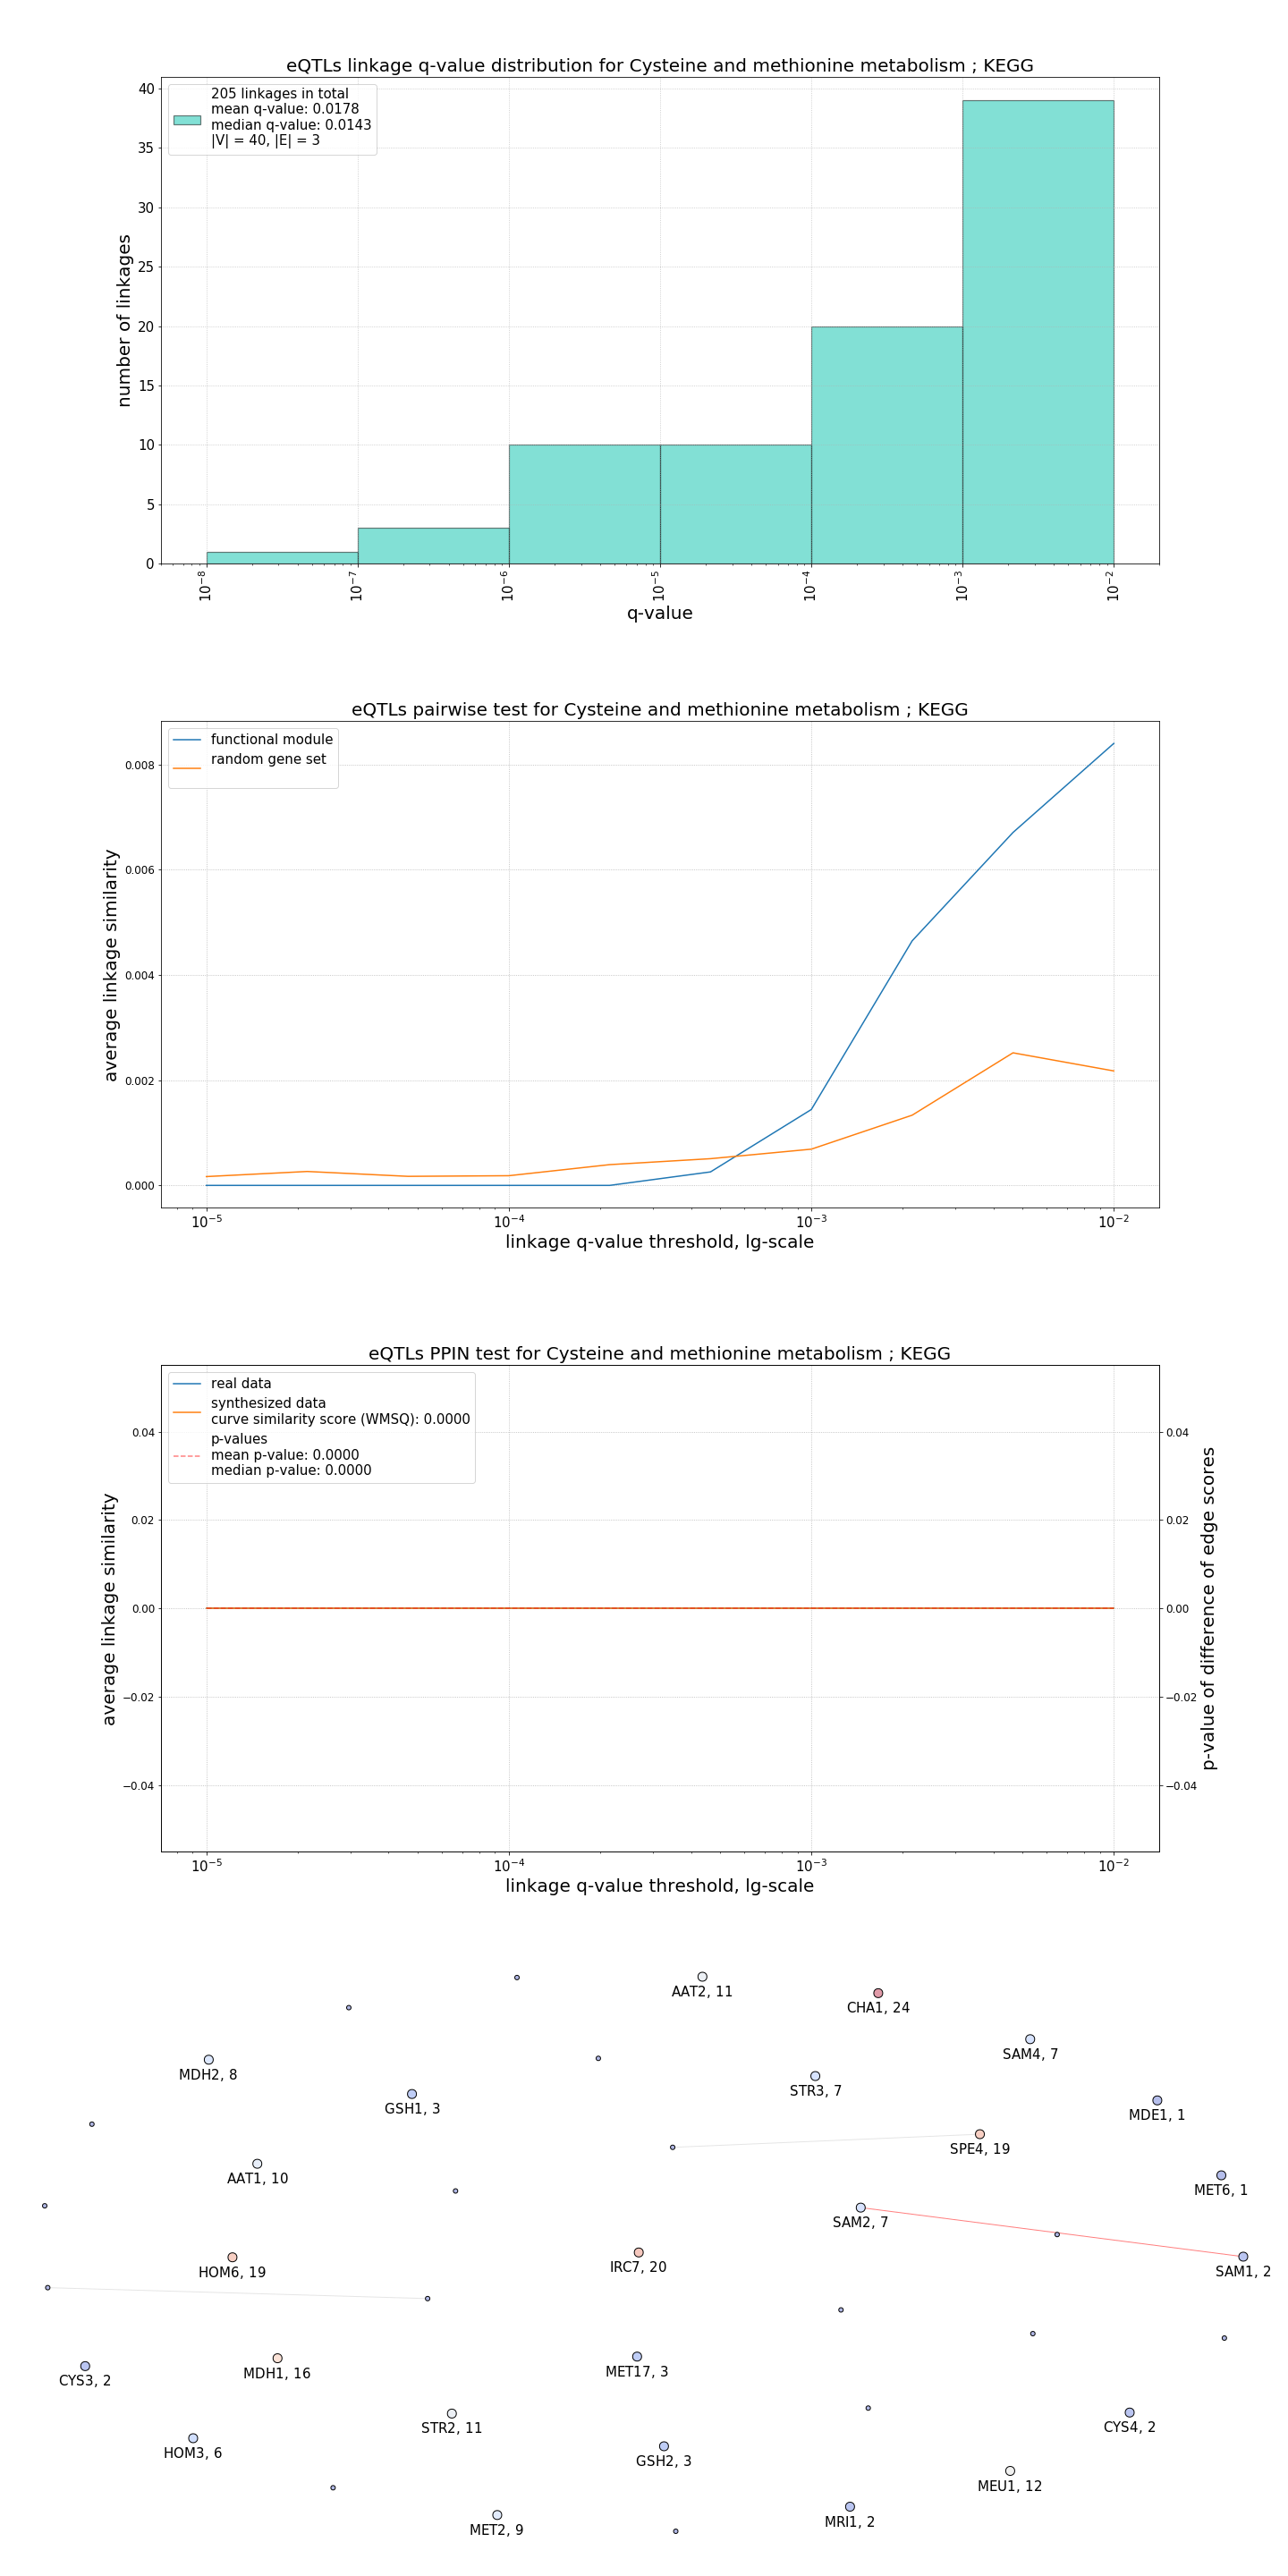 eQTLs linkage q-value distribution for Cysteine and methionine metabolism ; KEGG
205 linkages in total
mean q-value: 0.0178
median q-value: 0.0143
|V| = 40, |E| = 3
number of linkages
40
35
30
25
20
15
10
5
0
10⁻⁸
10⁻⁷
10⁻⁶
10⁻⁵
10⁻⁴
10⁻³
10⁻²
q-value
eQTLs pairwise test for Cysteine and methionine metabolism ; KEGG
functional module
random gene set
average linkage similarity
0.008
0.006
0.004
0.002
0.000
10⁻⁵
10⁻⁴
10⁻³
10⁻²
linkage q-value threshold, lg-scale
eQTLs PPIN test for Cysteine and methionine metabolism ; KEGG
real data
synthesized data
curve similarity score (WMSQ): 0.0000
p-values
mean p-value: 0.0000
median p-value: 0.0000
average linkage similarity
0.04
0.02
0.00
−0.02
−0.04
0.04
0.02
0.00
−0.02
−0.04
p-value of difference of edge scores
10⁻⁵
10⁻⁴
10⁻³
10⁻²
linkage q-value threshold, lg-scale
AAT2, 11
CHA1, 24
SAM4, 7
MDH2, 8
STR3, 7
GSH1, 3
MDE1, 1
SPE4, 19
AAT1, 10
MET6, 1
SAM2, 7
IRC7, 20
SAM1, 2
HOM6, 19
MET17, 3
MDH1, 16
CYS3, 2
STR2, 11
CYS4, 2
HOM3, 6
GSH2, 3
MEU1, 12
MRI1, 2
MET2, 9